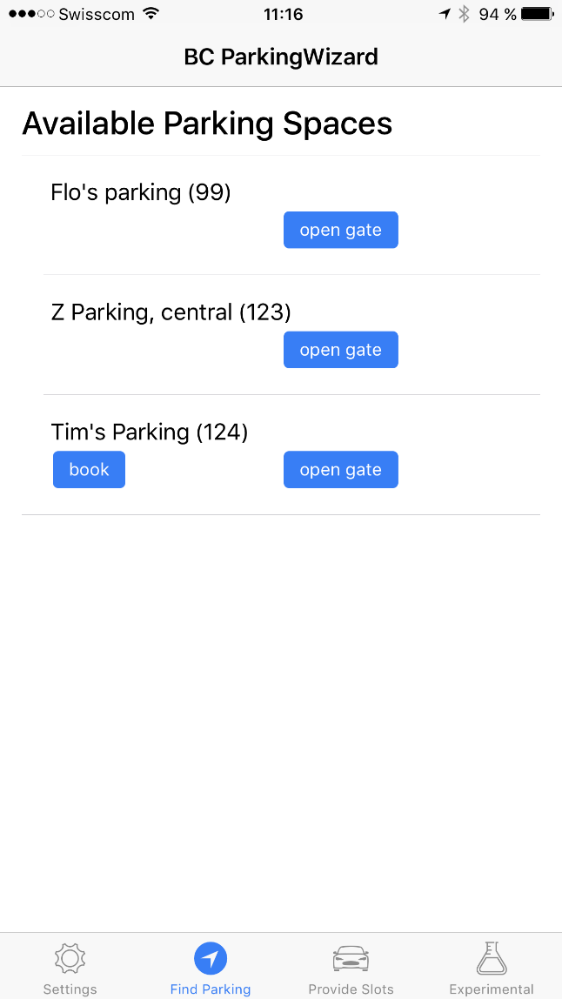 Swisscom 11:16 94 %
BC ParkingWizard
Available Parking Spaces
Flo's parking (99)
open gate
Z Parking, central (123)
open gate
Tim's Parking (124)
book open gate
Settings Find Parking Provide Slots Experimental